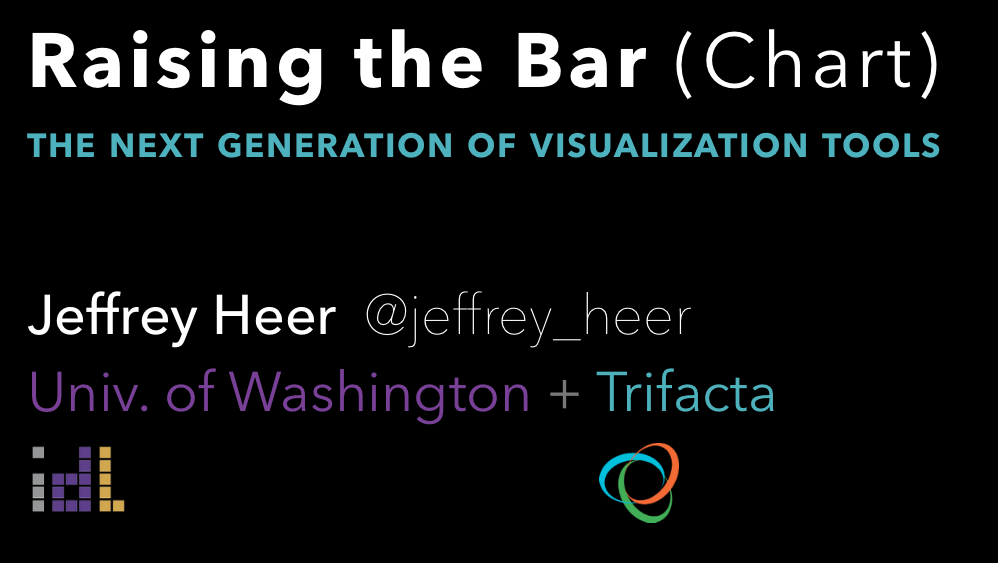 Raising the Bar (Chart)
THE NEXT GENERATION OF VISUALIZATION TOOLS
Jeffrey Heer @jeffrey_heer
Univ. of Washington + Trifacta
idL